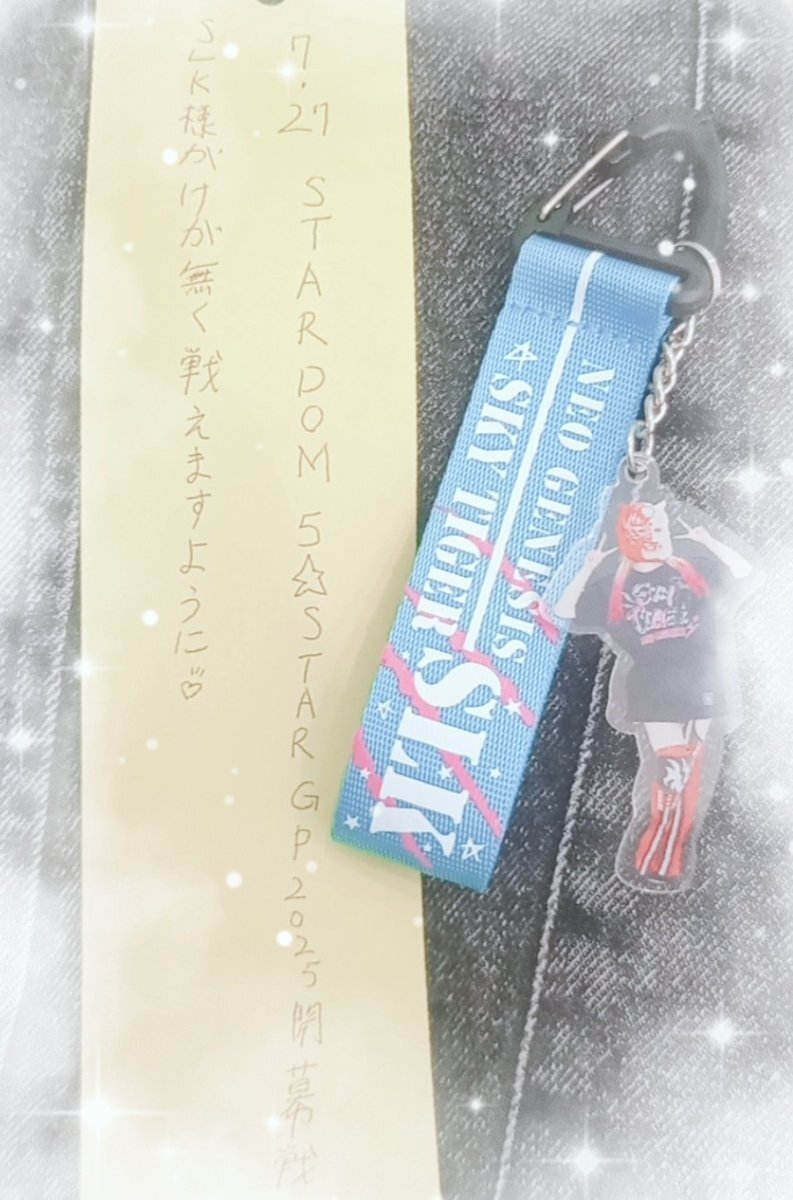 7.27 STARDOM 5☆STAR GP 2025 開幕戦
SLK様がけが無く戦えますように♡
NEO GENESIS
☆SKY TIGER
SLK